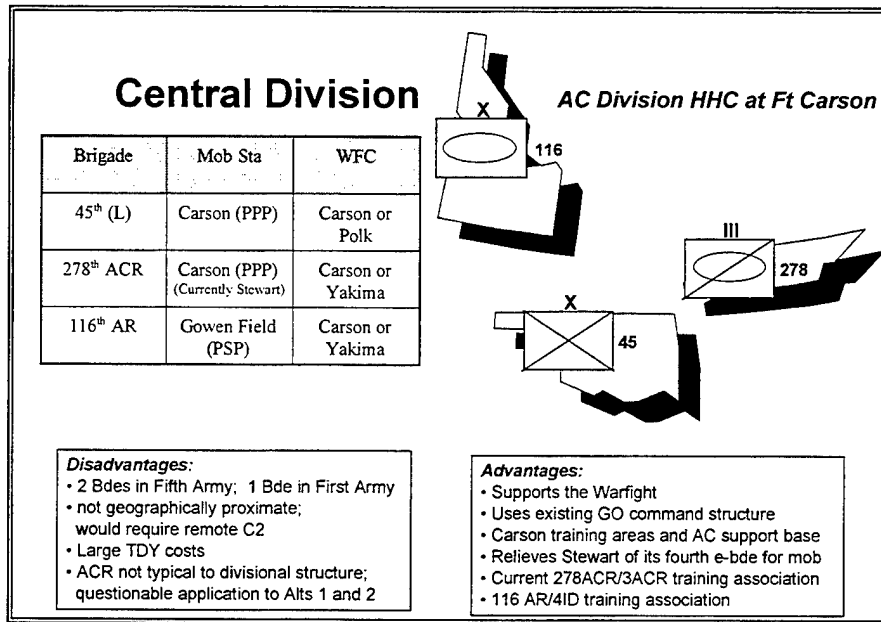 Central Division
AC Division HHC at Ft Carson
Brigade Mob Sta WFC
45th (L) Carson (PPP) Carson or
Polk
278th ACR Carson (PPP) Carson or
(Currently Stewart) Yakima
116th AR Gowen Field Carson or
(PSP) Yakima
X
116
III
278
X
45
Disadvantages:
• 2 Bdes in Fifth Army; 1 Bde in First Army
• not geographically proximate;
would require remote C2
• Large TDY costs
• ACR not typical to divisional structure;
questionable application to Alts 1 and 2
Advantages:
• Supports the Warfight
• Uses existing GO command structure
• Carson training areas and AC support base
• Relieves Stewart of its fourth e-bde for mob
• Current 278ACR/3ACR training association
• 116 AR/4ID training association